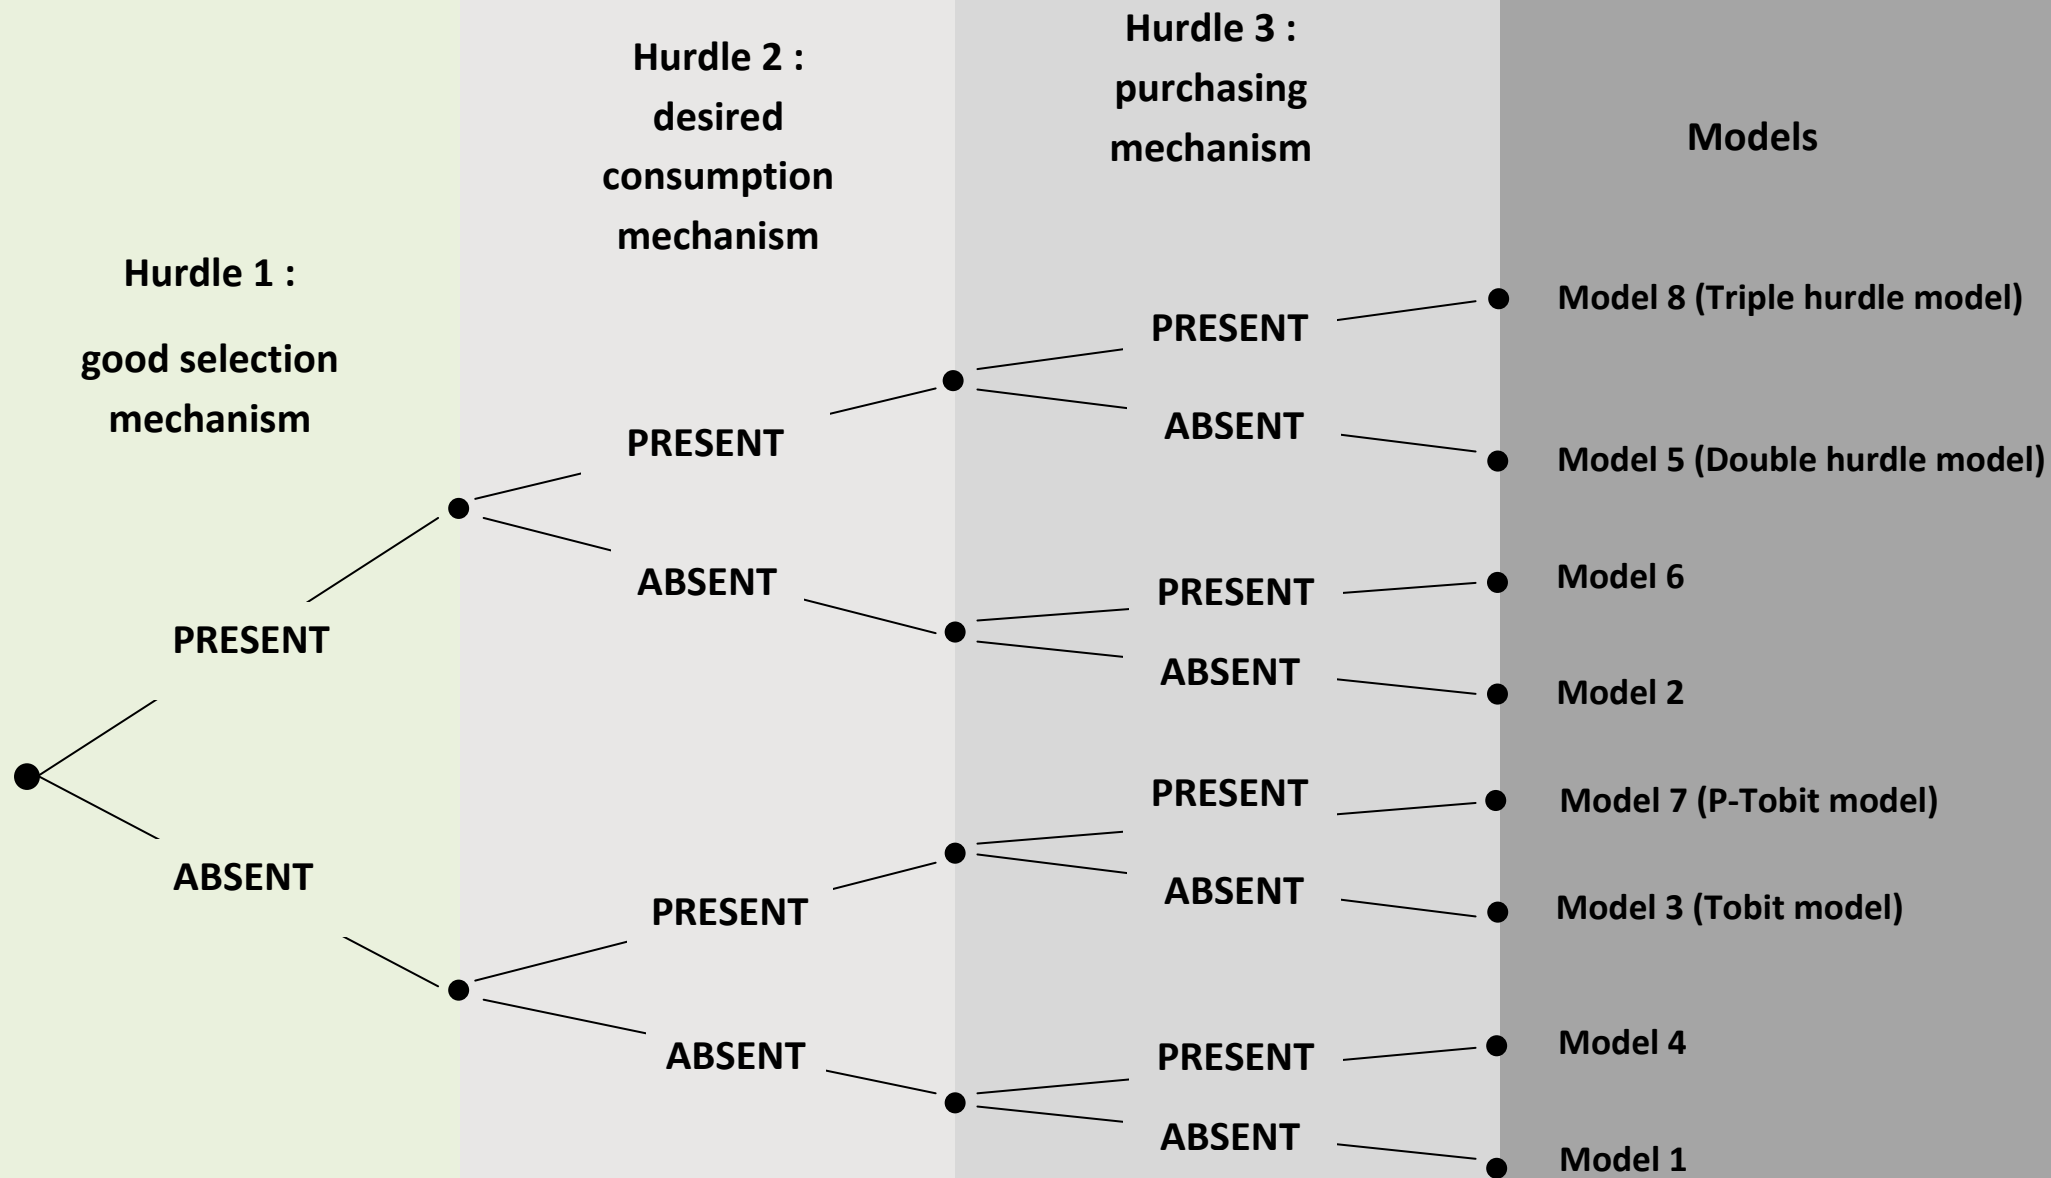 Hurdle 1 :
good selection
mechanism
Hurdle 2 :
desired
consumption
mechanism
Hurdle 3 :
purchasing
mechanism
Models
PRESENT
ABSENT
PRESENT
ABSENT
PRESENT
ABSENT
PRESENT
ABSENT
PRESENT
ABSENT
PRESENT
ABSENT
PRESENT
ABSENT
Model 8 (Triple hurdle model)
Model 5 (Double hurdle model)
Model 6
Model 2
Model 7 (P-Tobit model)
Model 3 (Tobit model)
Model 4
Model 1